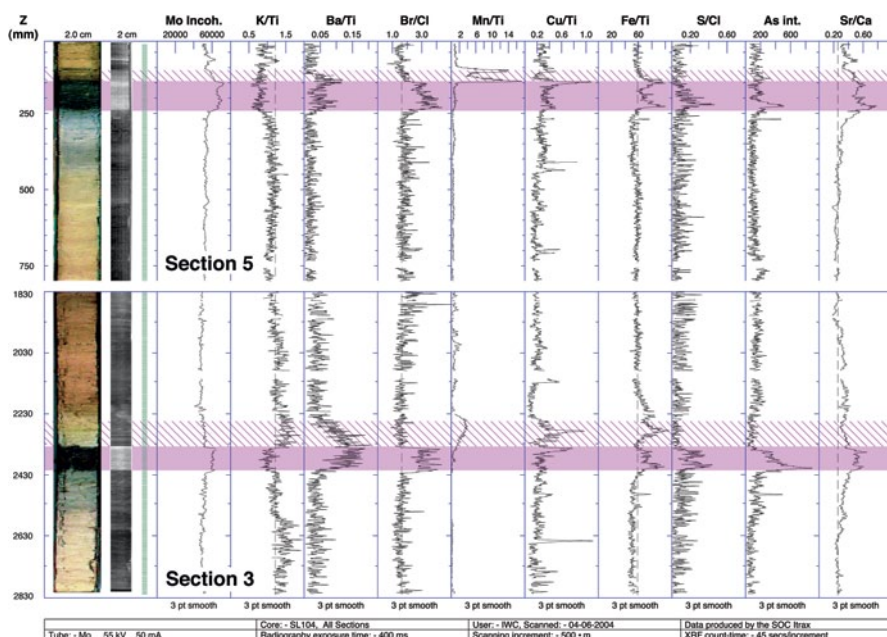 Z Mo Incoh. K/Ti Ba/Ti Br/Cl Mn/Ti Cu/Ti Fe/Ti S/Cl As int. Sr/Ca
(mm) 2.0 cm 2 cm 20000 60000 0.5 1.5 0.05 0.15 1.0 3.0 2 6 10 14 0.2 0.6 1.0 20 60 0.20 0.60 200 600 0.20 0.60
250
500
750
Section 5
1830
2030
2230
2430
2630
2830
Section 3
3 pt smooth 3 pt smooth 3 pt smooth 3 pt smooth 3 pt smooth 3 pt smooth 3 pt smooth 3 pt smooth 3 pt smooth 3 pt smooth
Core: - SL104, All Sections User: - IWC, Scanned: - 04-06-2004 Data produced by the SOC Itrax
Tube: - Mo 55 kV 50 mA Radiography exposure time: - 400 ms Scanning increment: - 500 • m XRF count-time: - 45 secs/increment